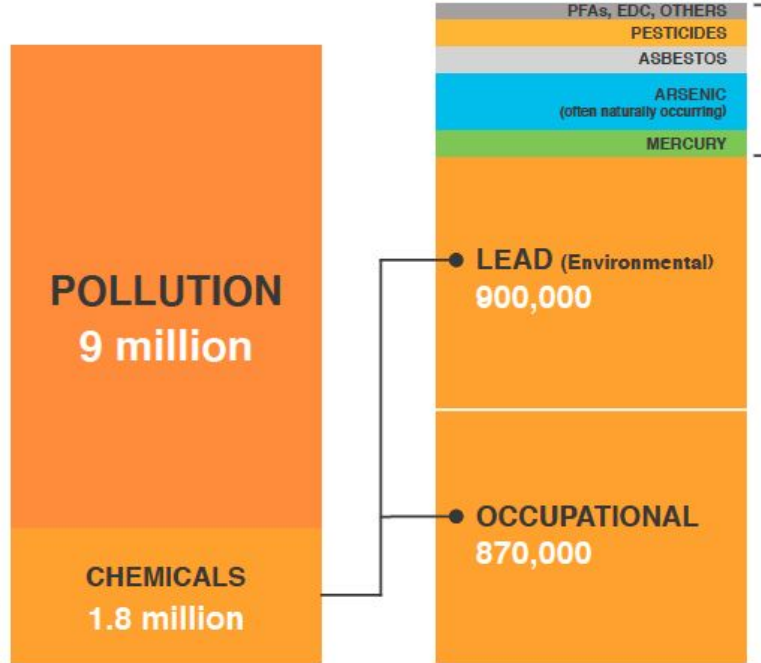 POLLUTION
9 million
CHEMICALS
1.8 million
PFAs, EDC, OTHERS
PESTICIDES
ASBESTOS
ARSENIC
(often naturally occurring)
MERCURY
LEAD (Environmental)
900,000
OCCUPATIONAL
870,000